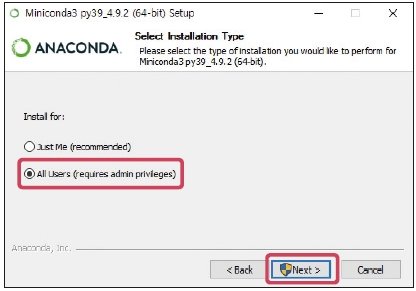 Miniconda3 py39_4.9.2 (64-bit) Setup
ANACONDA.
Select Installation Type
Please select the type of installation you would like to perform for
Miniconda3 py39_4.9.2 (64-bit).
Install for:
Just Me (recommended)
All Users (requires admin privileges)
Anaconda, Inc.
< Back
Next >
Cancel